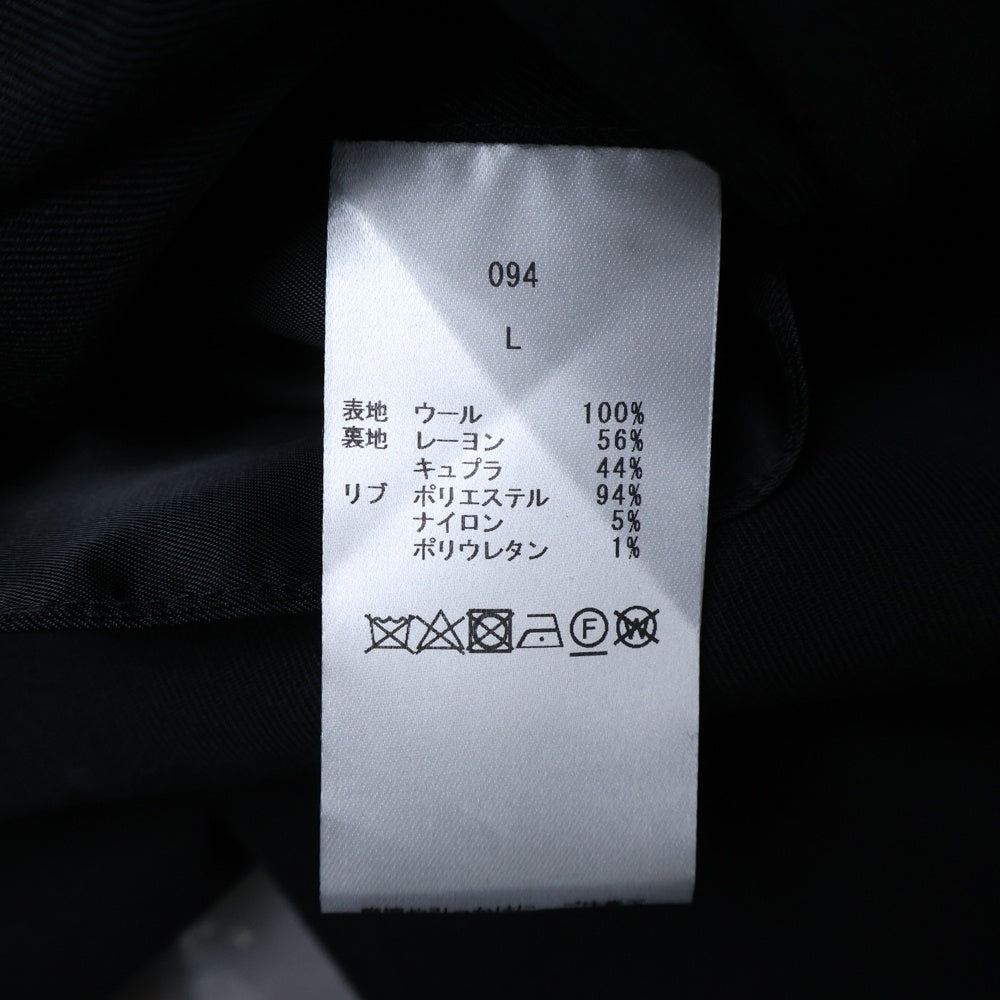 094
L
表地 ウール 100%
裏地 レーヨン 56%
キュプラ 44%
リブ ポリエステル 94%
ナイロン 5%
ポリウレタン 1%
F
W